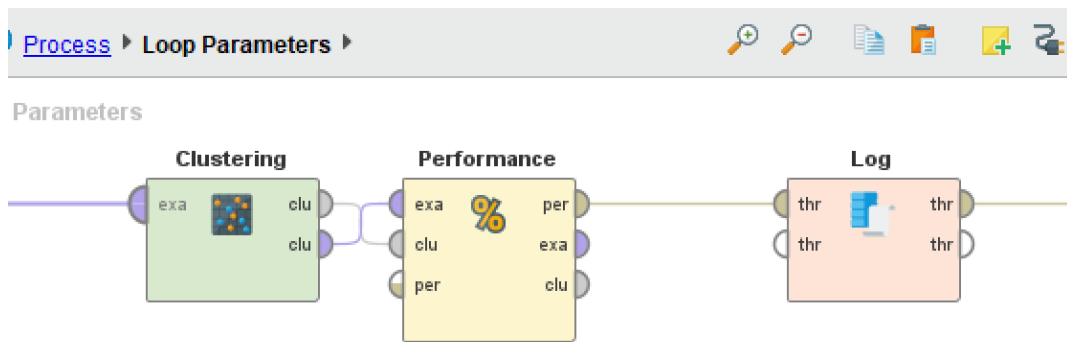 Process Loop Parameters
Parameters
Clustering Performance Log
exa clu exa per thr thr
clu clu exa thr thr
per clu